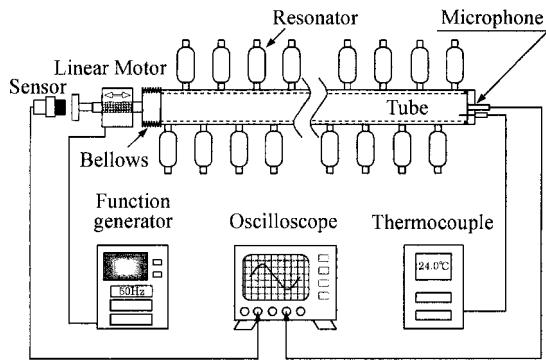 Resonator
Microphone
Linear Motor
Sensor
Tube
Bellows
Function
generator
Oscilloscope
Thermocouple
24.0℃
50Hz